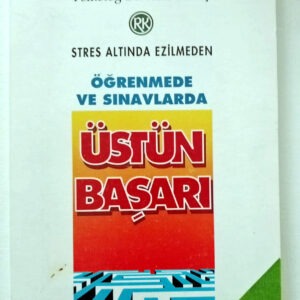 RK
STRES ALTINDA EZİLMEDEN
ÖĞRENMEDE
VE SINAVLARDA
ÜSTÜN
BAŞARI